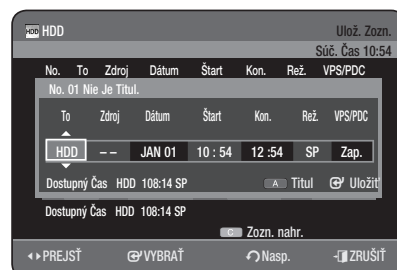 HDD HDD Ulož. Zozn.
Súč. Čas 10:54
No. To Zdroj Dátum Štart Kon. Rež. VPS/PDC
No. 01 Nie Je Titul.
To Zdroj Dátum Štart Kon. Rež. VPS/PDC
HDD – – JAN 01 10 : 54 12 :54 SP Zap.
Dostupný Čas HDD 108:14 SP A Titul Uložiť
Dostupný Čas HDD 108:14 SP
C Zozn. nahr.
PREJSŤ VYBRAŤ Nasp. ZRUŠIŤ